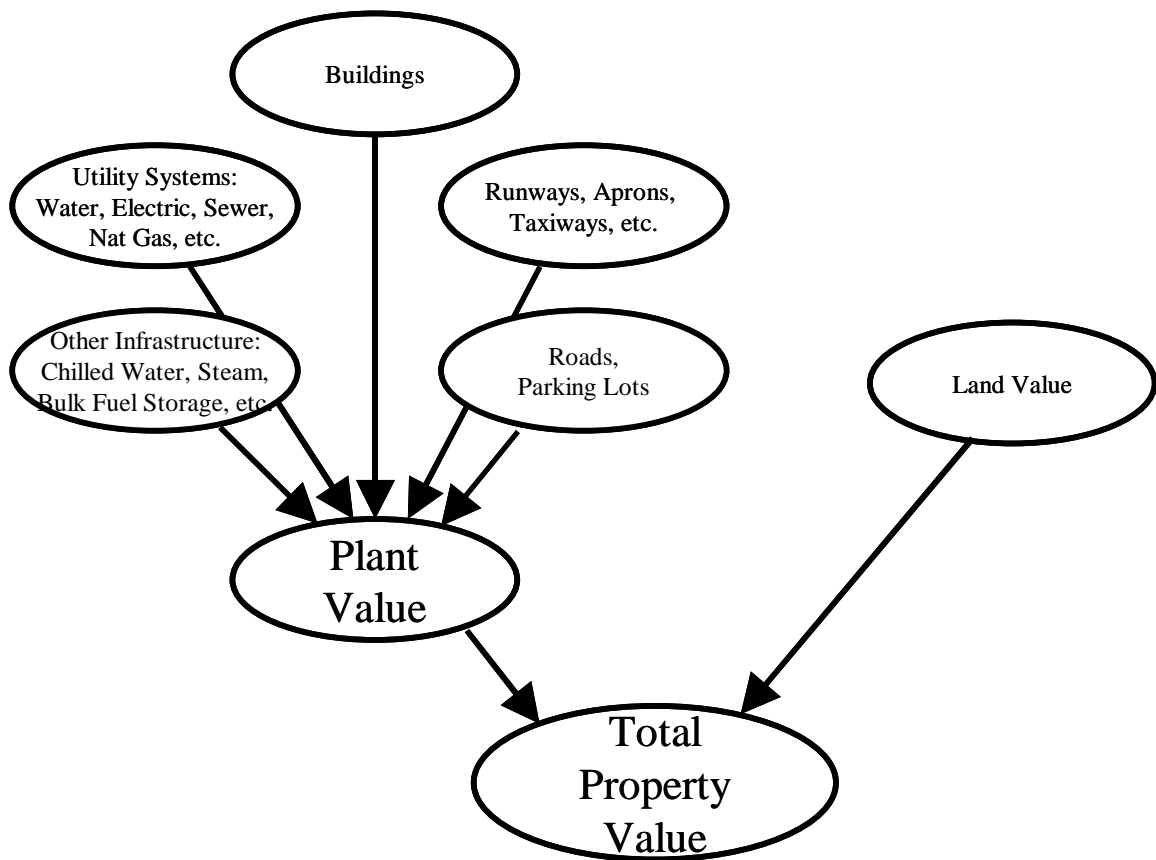 Buildings
Utility Systems:
Water, Electric, Sewer,
Nat Gas, etc.
Runways, Aprons,
Taxiways, etc.
Other Infrastructure:
Chilled Water, Steam,
Bulk Fuel Storage, etc.
Roads,
Parking Lots
Land Value
Plant
Value
Total
Property
Value